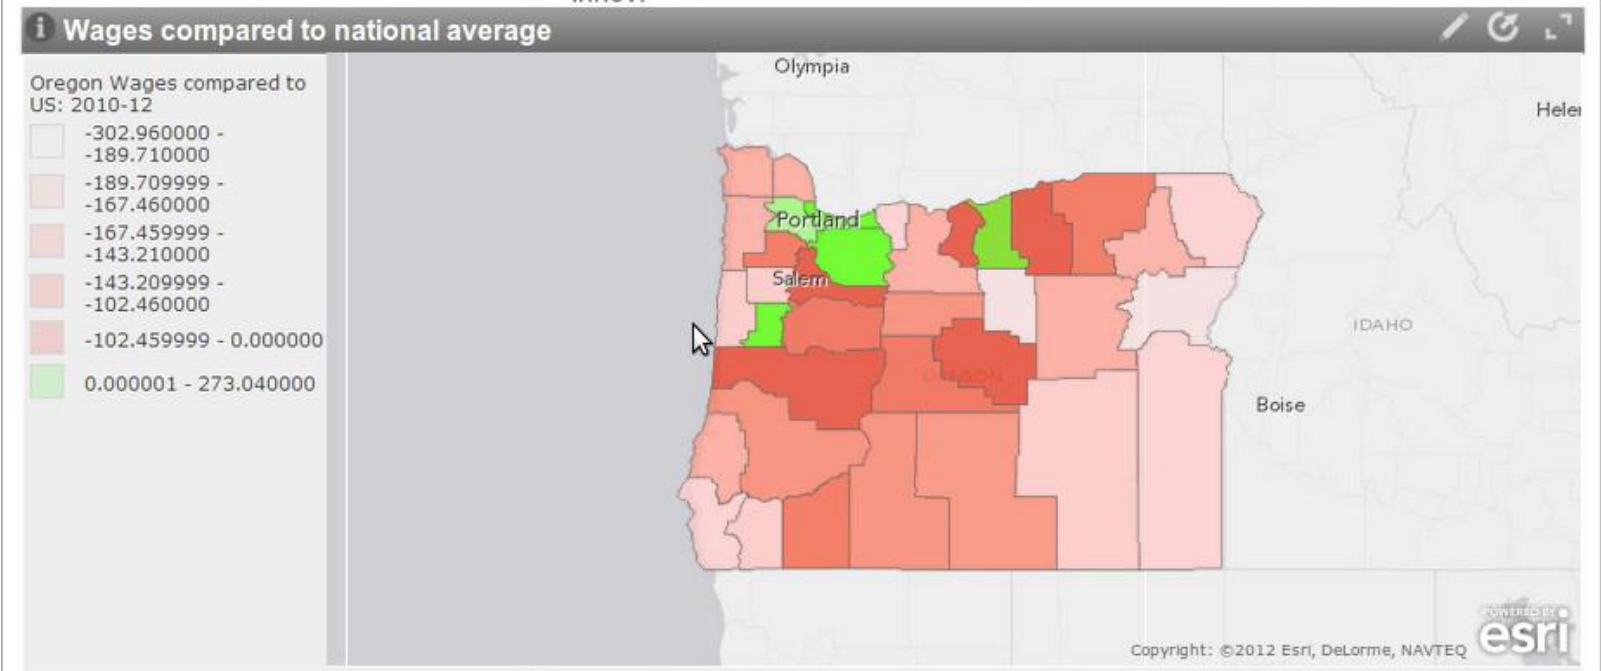 Wages compared to national average
Oregon Wages compared to
US: 2010-12
-302.960000 -
-189.710000
-189.709999 -
-167.460000
-167.459999 -
-143.210000
-143.209999 -
-102.460000
-102.459999 - 0.000000
0.000001 - 273.040000
Olympia
Helen
Portland
Salem
IDAHO
OREGON
Boise
POWERED BY
esri
Copyright: ©2012 Esri, DeLorme, NAVTEQ